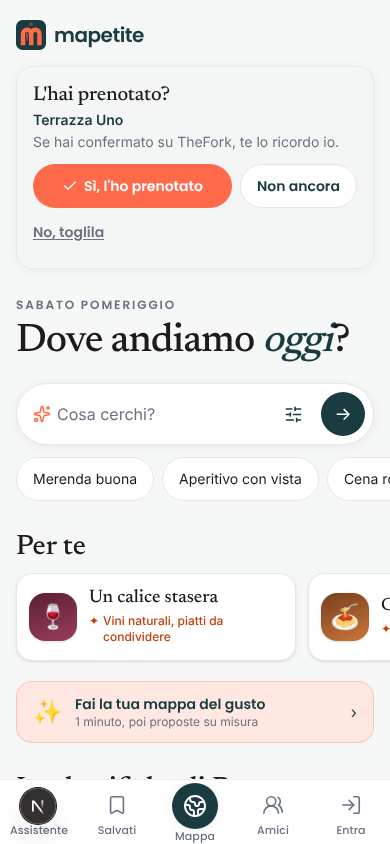 mapetite
L'hai prenotato?
Terrazza Uno
Se hai confermato su TheFork, te lo ricordo io.
Sì, l'ho prenotato
Non ancora
No, toglila
SABATO POMERIGGIO
Dove andiamo oggi?
Cosa cerchi?
Merenda buona
Aperitivo con vista
Cena
Per te
Un calice stasera
Vini naturali, piatti da
condividere
Fai la tua mappa del gusto
1 minuto, poi proposte su misura
N
Assistente
Salvati
Mappa
Amici
Entra